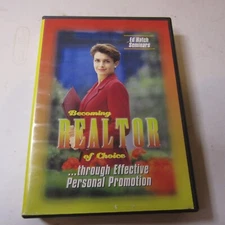 Ed Hatch
Seminars
Becoming
REALTOR
of Choice
...through Effective
Personal Promotion